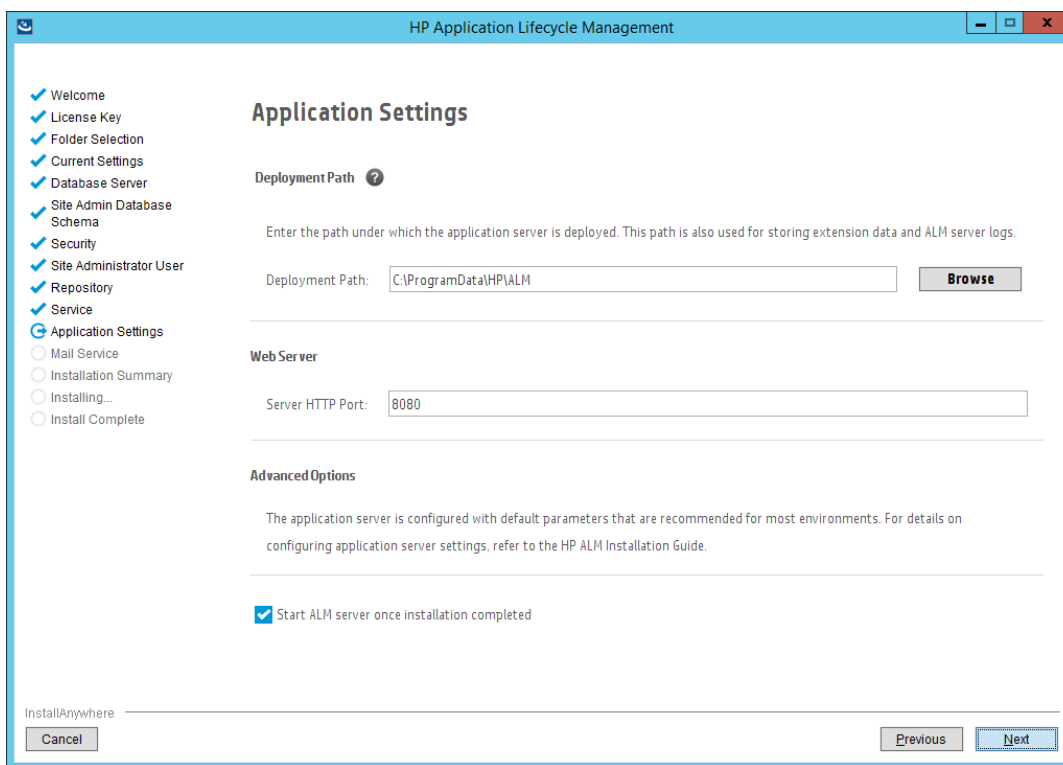 HP Application Lifecycle Management
Welcome
License Key
Folder Selection
Current Settings
Database Server
Site Admin Database
Schema
Security
Site Administrator User
Repository
Service
Application Settings
Mail Service
Installation Summary
Installing...
Install Complete
Application Settings
Deployment Path ?
Enter the path under which the application server is deployed. This path is also used for storing extension data and ALM server logs.
Deployment Path: C:\ProgramData\HP\ALM Browse
Web Server
Server HTTP Port: 8080
Advanced Options
The application server is configured with default parameters that are recommended for most environments. For details on
configuring application server settings, refer to the HP ALM Installation Guide.
Start ALM server once installation completed
InstallAnywhere
Cancel Previous Next